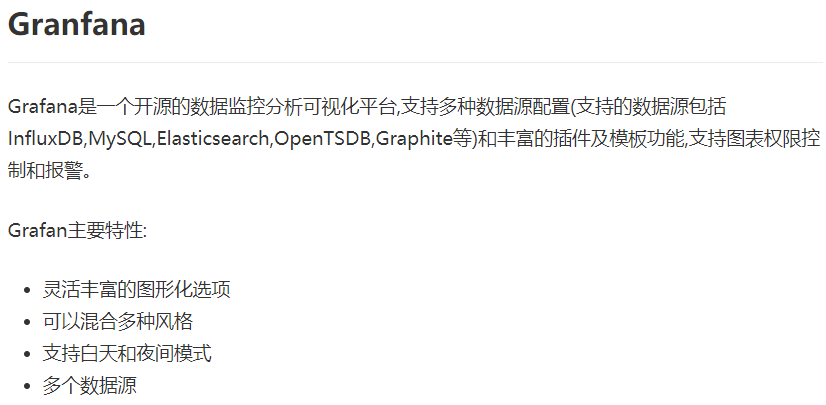 Granfana
Grafana是一个开源的数据监控分析可视化平台,支持多种数据源配置(支持的数据源包括
InfluxDB,MySQL,Elasticsearch,OpenTSDB,Graphite等)和丰富的插件及模板功能,支持图表权限控
制和报警。
Grafan主要特性:
• 灵活丰富的图形化选项
• 可以混合多种风格
• 支持白天和夜间模式
• 多个数据源